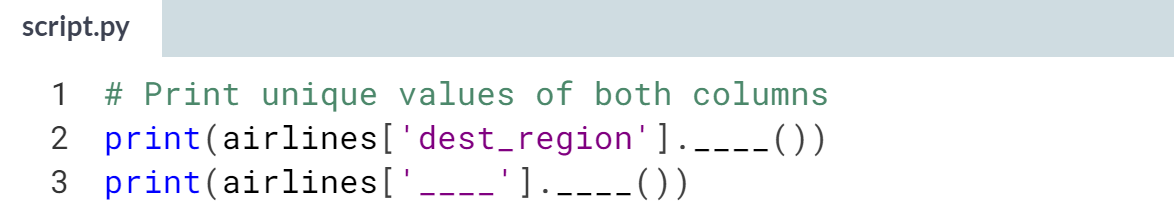 script.py
1 # Print unique values of both columns
2 print(airlines['dest_region'].____())
3 print(airlines['____'].____())